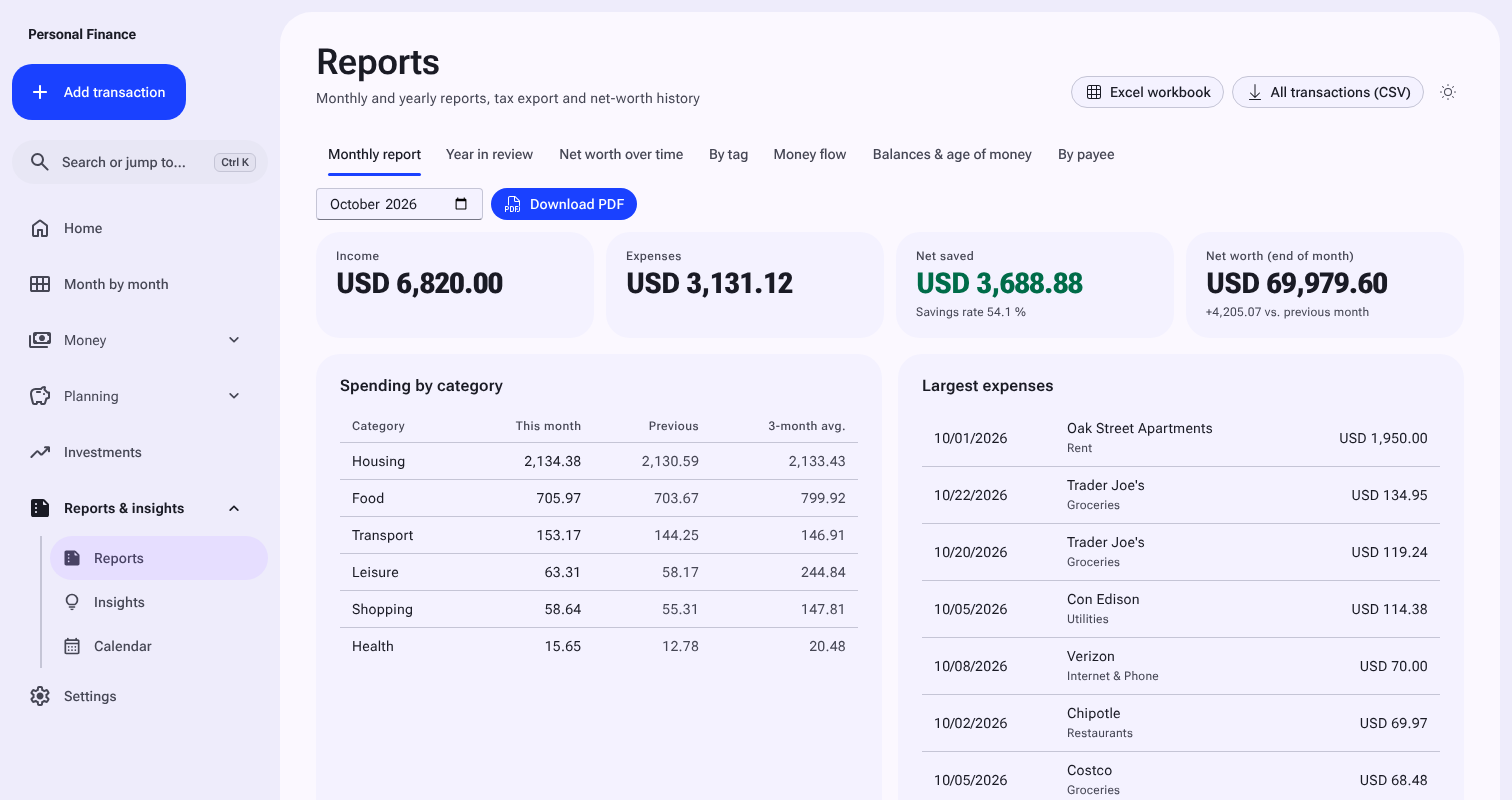 Personal Finance
Add transaction
Search or jump to...
Ctrl K
Home
Month by month
Money
Planning
Investments
Reports & insights
Reports
Insights
Calendar
Settings
Reports
Monthly and yearly reports, tax export and net-worth history
Excel workbook
All transactions (CSV)
Monthly report Year in review Net worth over time By tag Money flow Balances & age of money By payee
October 2026
PDF Download PDF
Income
USD 6,820.00
Expenses
USD 3,131.12
Net saved
USD 3,688.88
Savings rate 54.1 %
Net worth (end of month)
USD 69,979.60
+4,205.07 vs. previous month
Spending by category
Category This month Previous 3-month avg.
Housing 2,134.38 2,130.59 2,133.43
Food 705.97 703.67 799.92
Transport 153.17 144.25 146.91
Leisure 63.31 58.17 244.84
Shopping 58.64 55.31 147.81
Health 15.65 12.78 20.48
Largest expenses
10/01/2026 Oak Street Apartments USD 1,950.00
Rent
10/22/2026 Trader Joe's USD 134.95
Groceries
10/20/2026 Trader Joe's USD 119.24
Groceries
10/05/2026 Con Edison USD 114.38
Utilities
10/08/2026 Verizon USD 70.00
Internet & Phone
10/02/2026 Chipotle USD 69.97
Restaurants
10/05/2026 Costco USD 68.48
Groceries